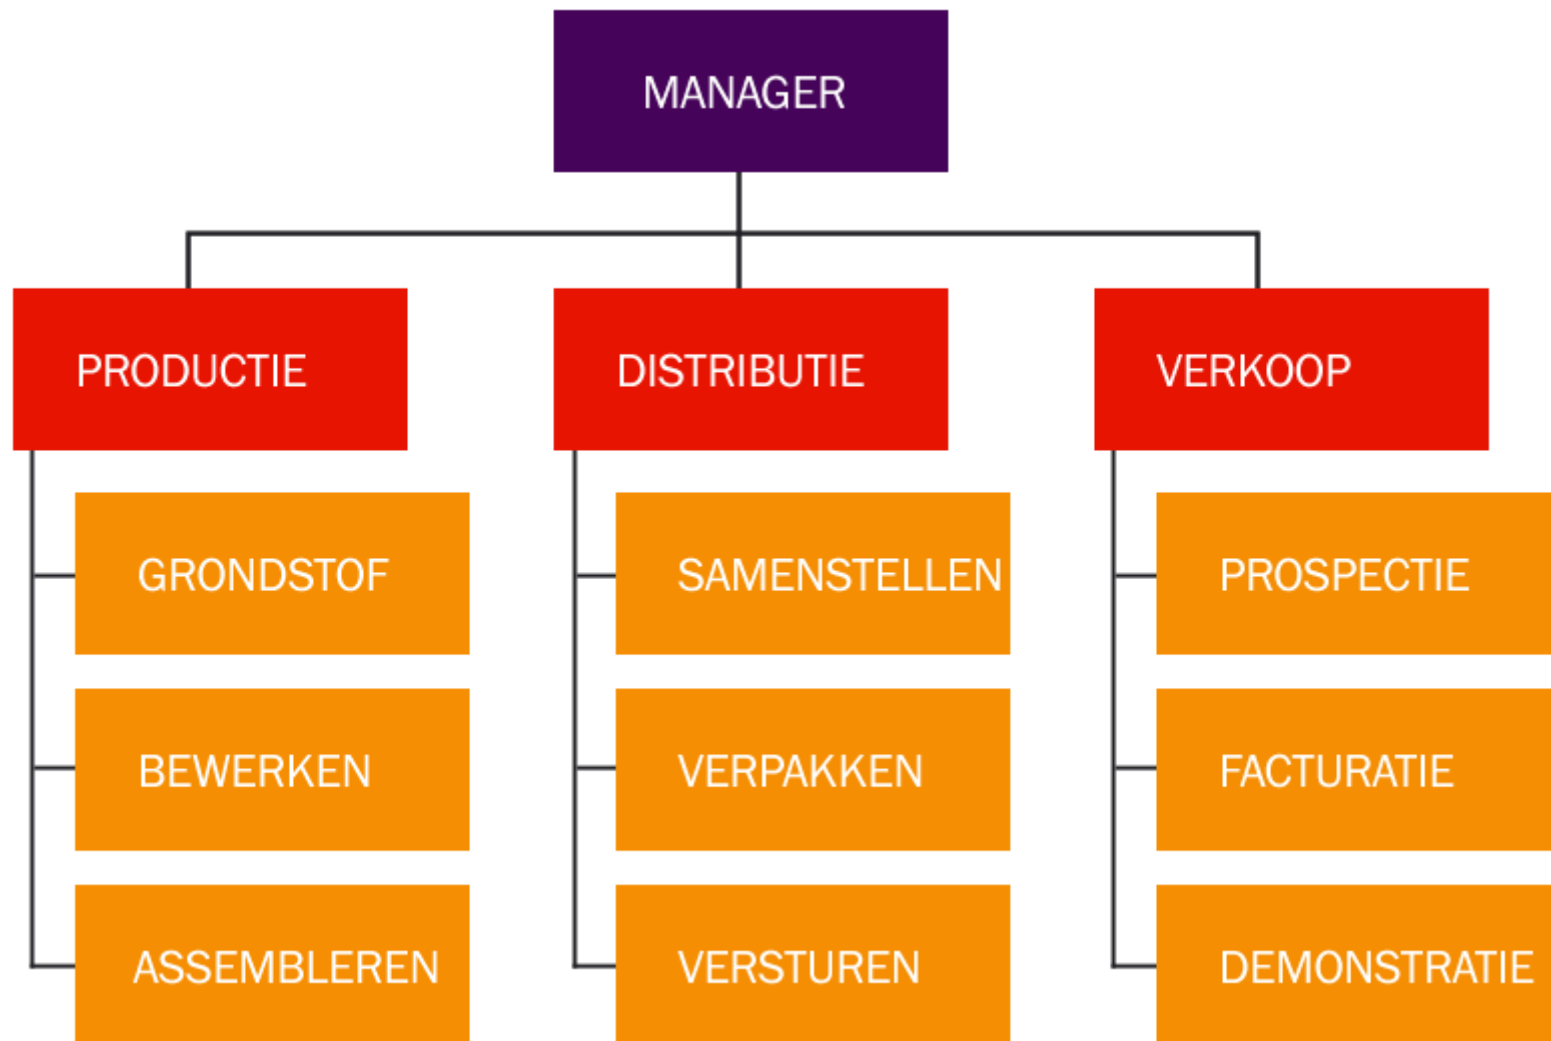 MANAGER
PRODUCTIE
DISTRIBUTIE
VERKOOP
GRONDSTOF
SAMENSTELLEN
PROSPECTIE
BEWERKEN
VERPAKKEN
FACTURATIE
ASSEMBLEREN
VERSTUREN
DEMONSTRATIE